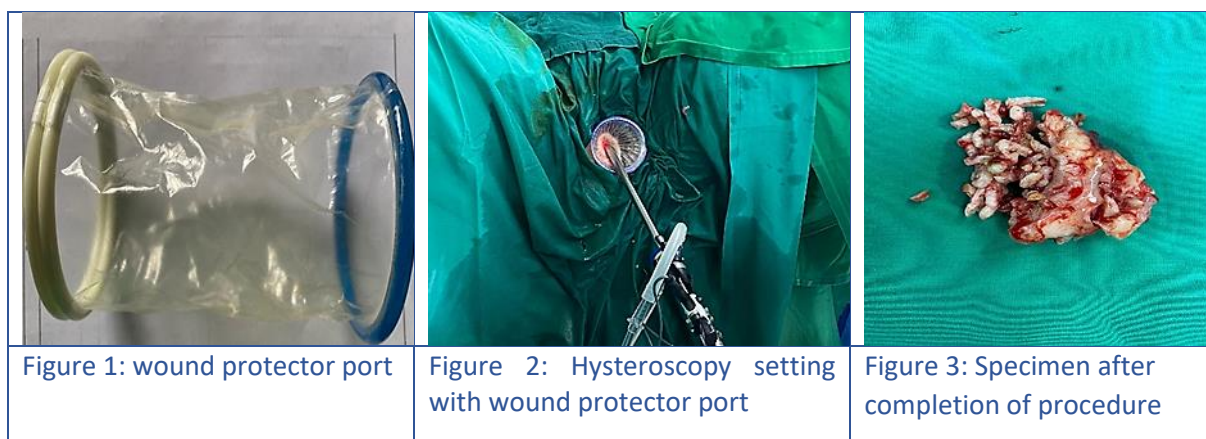 Figure 1: wound protector port
Figure 2: Hysteroscopy setting
with wound protector port
Figure 3: Specimen after
completion of procedure